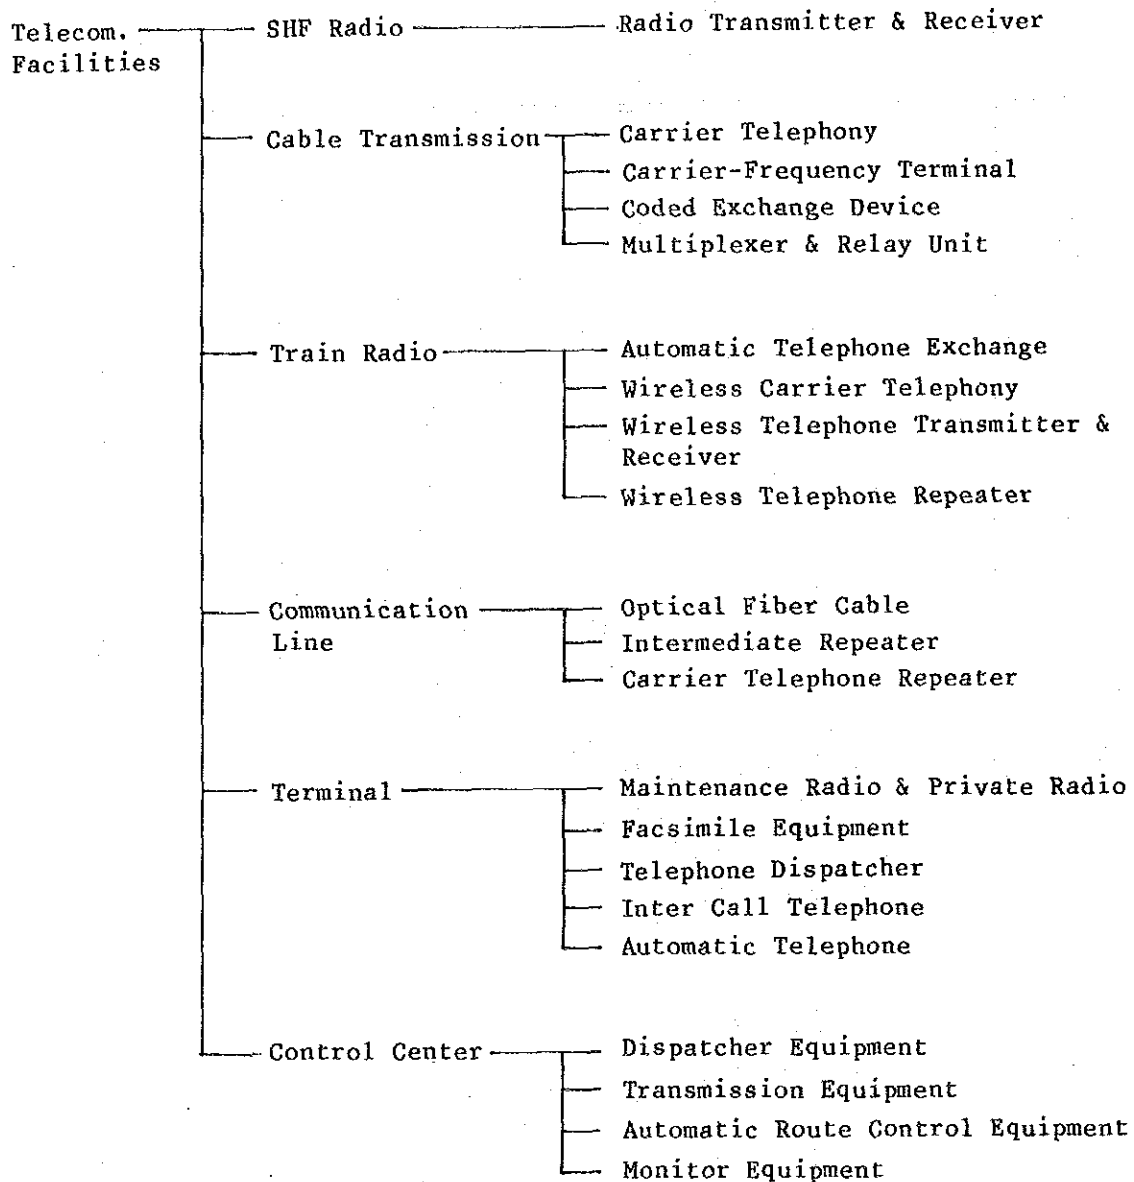 Telecom. SHF Radio Radio Transmitter & Receiver
Facilities
Cable Transmission Carrier Telephony
Carrier-Frequency Terminal
Coded Exchange Device
Multiplexer & Relay Unit
Train Radio Automatic Telephone Exchange
Wireless Carrier Telephony
Wireless Telephone Transmitter &
Receiver
Wireless Telephone Repeater
Communication Optical Fiber Cable
Line Intermediate Repeater
Carrier Telephone Repeater
Terminal Maintenance Radio & Private Radio
Facsimile Equipment
Telephone Dispatcher
Inter Call Telephone
Automatic Telephone
Control Center Dispatcher Equipment
Transmission Equipment
Automatic Route Control Equipment
Monitor Equipment